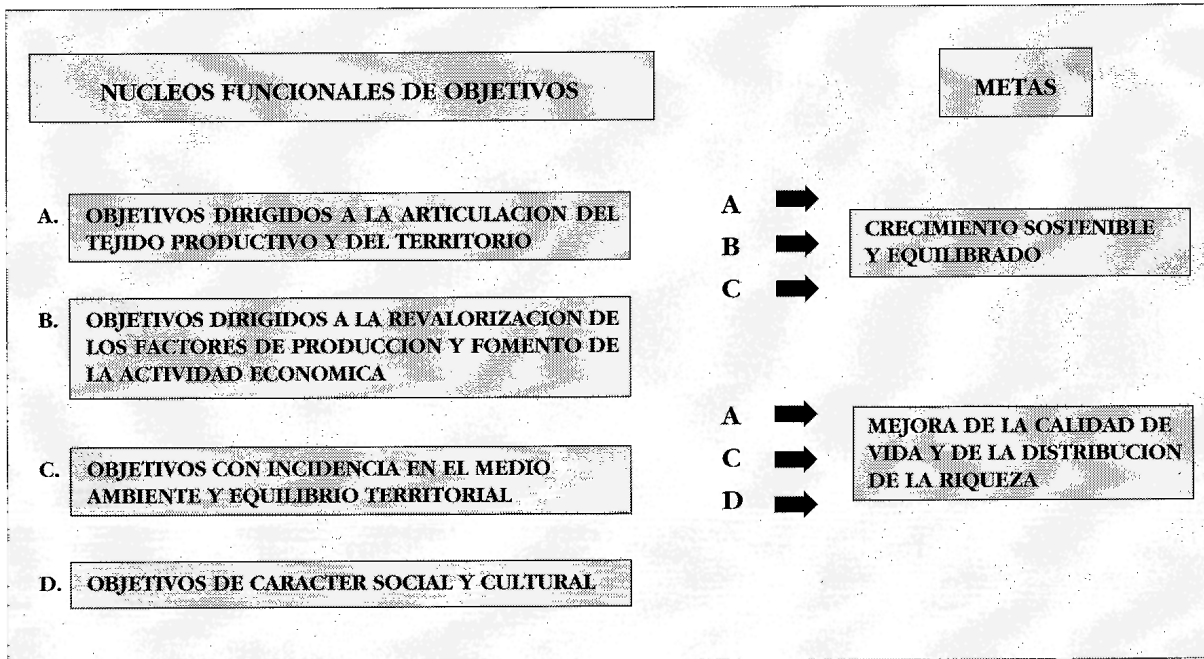 NUCLEOS FUNCIONALES DE OBJETIVOS
METAS
A. OBJETIVOS DIRIGIDOS A LA ARTICULACION DEL
TEJIDO PRODUCTIVO Y DEL TERRITORIO
B. OBJETIVOS DIRIGIDOS A LA REVALORIZACION DE
LOS FACTORES DE PRODUCCION Y FOMENTO DE
LA ACTIVIDAD ECONOMICA
C. OBJETIVOS CON INCIDENCIA EN EL MEDIO
AMBIENTE Y EQUILIBRIO TERRITORIAL
D. OBJETIVOS DE CARACTER SOCIAL Y CULTURAL
A
B
C
CRECIMIENTO SOSTENIBLE
Y EQUILIBRADO
A
C
D
MEJORA DE LA CALIDAD DE
VIDA Y DE LA DISTRIBUCION
DE LA RIQUEZA